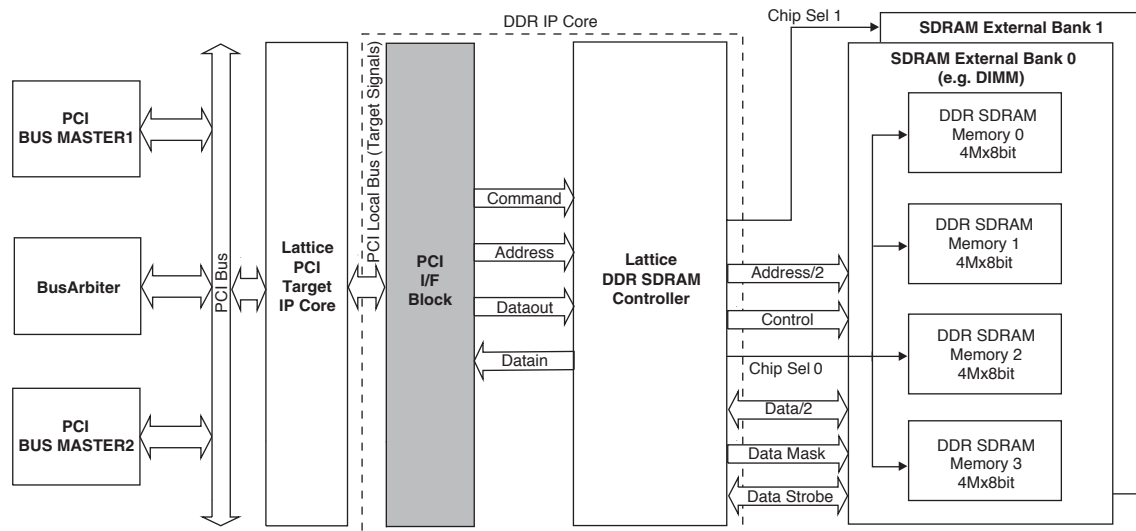 DDR IP Core
Chip Sel 1
SDRAM External Bank 1
SDRAM External Bank 0
(e.g. DIMM)
PCI
BUS MASTER1
BusArbiter
PCI
BUS MASTER2
PCI Bus
Lattice
PCI
Target
IP Core
PCI Local Bus (Target Signals)
PCI
I/F
Block
Command
Address
Dataout
Datain
Lattice
DDR SDRAM
Controller
Address/2
Control
Chip Sel 0
Data/2
Data Mask
Data Strobe
DDR SDRAM
Memory 0
4Mx8bit
DDR SDRAM
Memory 1
4Mx8bit
DDR SDRAM
Memory 2
4Mx8bit
DDR SDRAM
Memory 3
4Mx8bit